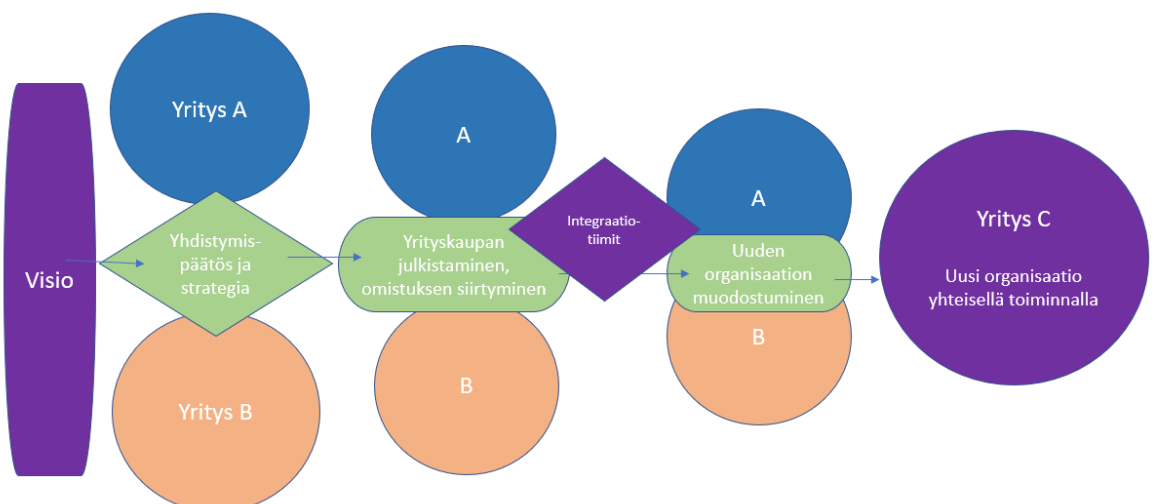 Visio
Yritys A
Yhdistymis-
päätös ja
strategia
Yritys B
A
Yrityskaupan
julkistaminen,
omistuksen siirtyminen
B
Integraatio-
tiimit
A
Uuden
organisaation
muodostuminen
B
Yritys C
Uusi organisaatio
yhteisellä toiminnalla